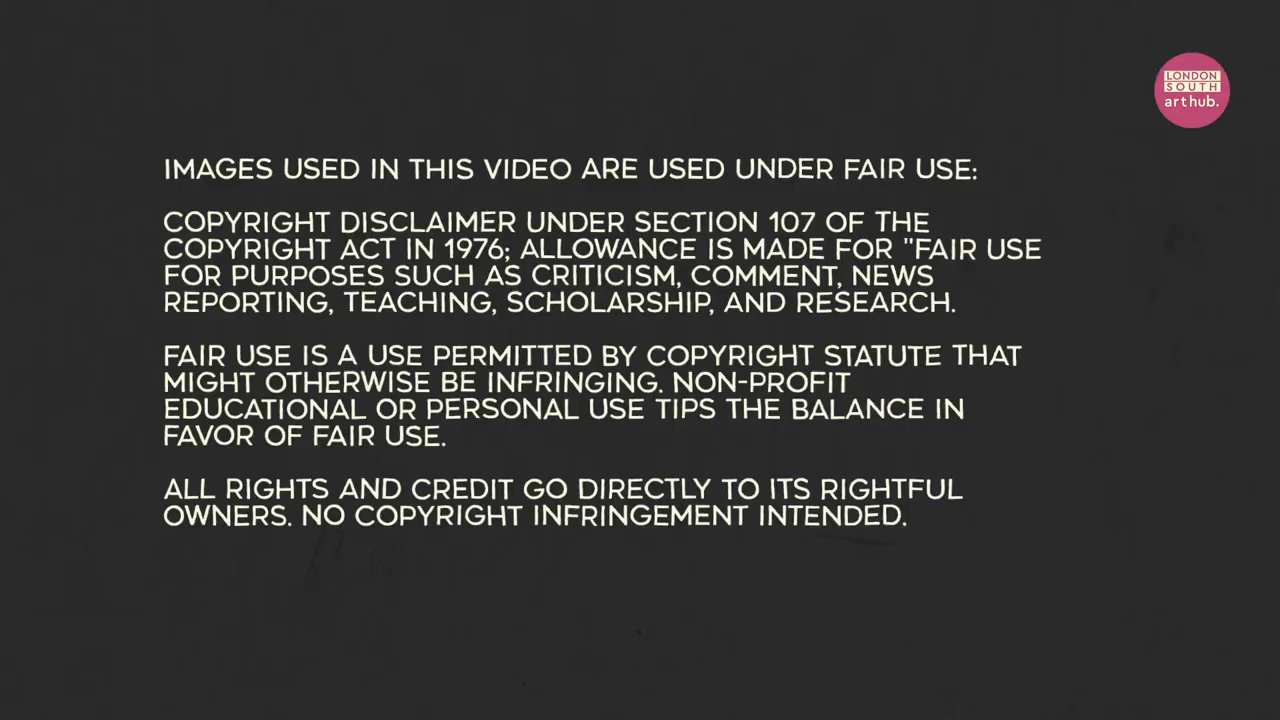 LONDON
SOUTH
art hub.
IMAGES USED IN THIS VIDEO ARE USED UNDER FAIR USE:
COPYRIGHT DISCLAIMER UNDER SECTION 107 OF THE
COPYRIGHT ACT IN 1976; ALLOWANCE IS MADE FOR "FAIR USE
FOR PURPOSES SUCH AS CRITICISM, COMMENT, NEWS
REPORTING, TEACHING, SCHOLARSHIP, AND RESEARCH.
FAIR USE IS A USE PERMITTED BY COPYRIGHT STATUTE THAT
MIGHT OTHERWISE BE INFRINGING. NON-PROFIT
EDUCATIONAL OR PERSONAL USE TIPS THE BALANCE IN
FAVOR OF FAIR USE.
ALL RIGHTS AND CREDIT GO DIRECTLY TO ITS RIGHTFUL
OWNERS. NO COPYRIGHT INFRINGEMENT INTENDED.